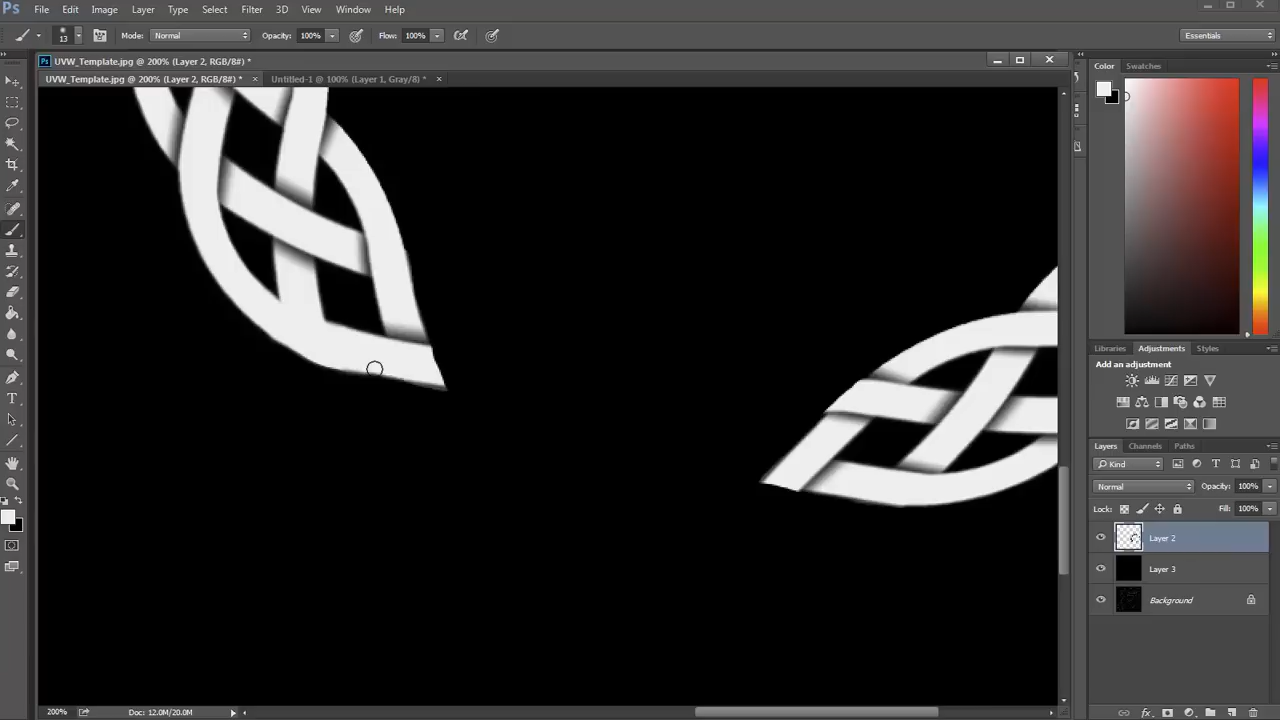 Ps File Edit Image Layer Type Select Filter 3D View Window Help
13 Mode: Normal Opacity: 100% Flow: 100% Essentials
Ps UVW_Template.jpg @ 200% (Layer 2, RGB/8#) *
UVW_Template.jpg @ 200% (Layer 2, RGB/8#) * × Untitled-1 @ 100% (Layer 1, Gray/8) * ×
Color Swatches
Libraries Adjustments Styles
Add an adjustment
Layers Channels Paths
Kind
Normal Opacity: 100%
Lock: Fill: 100%
Layer 2
Layer 3
Background
200% Doc: 12.0M/20.0M